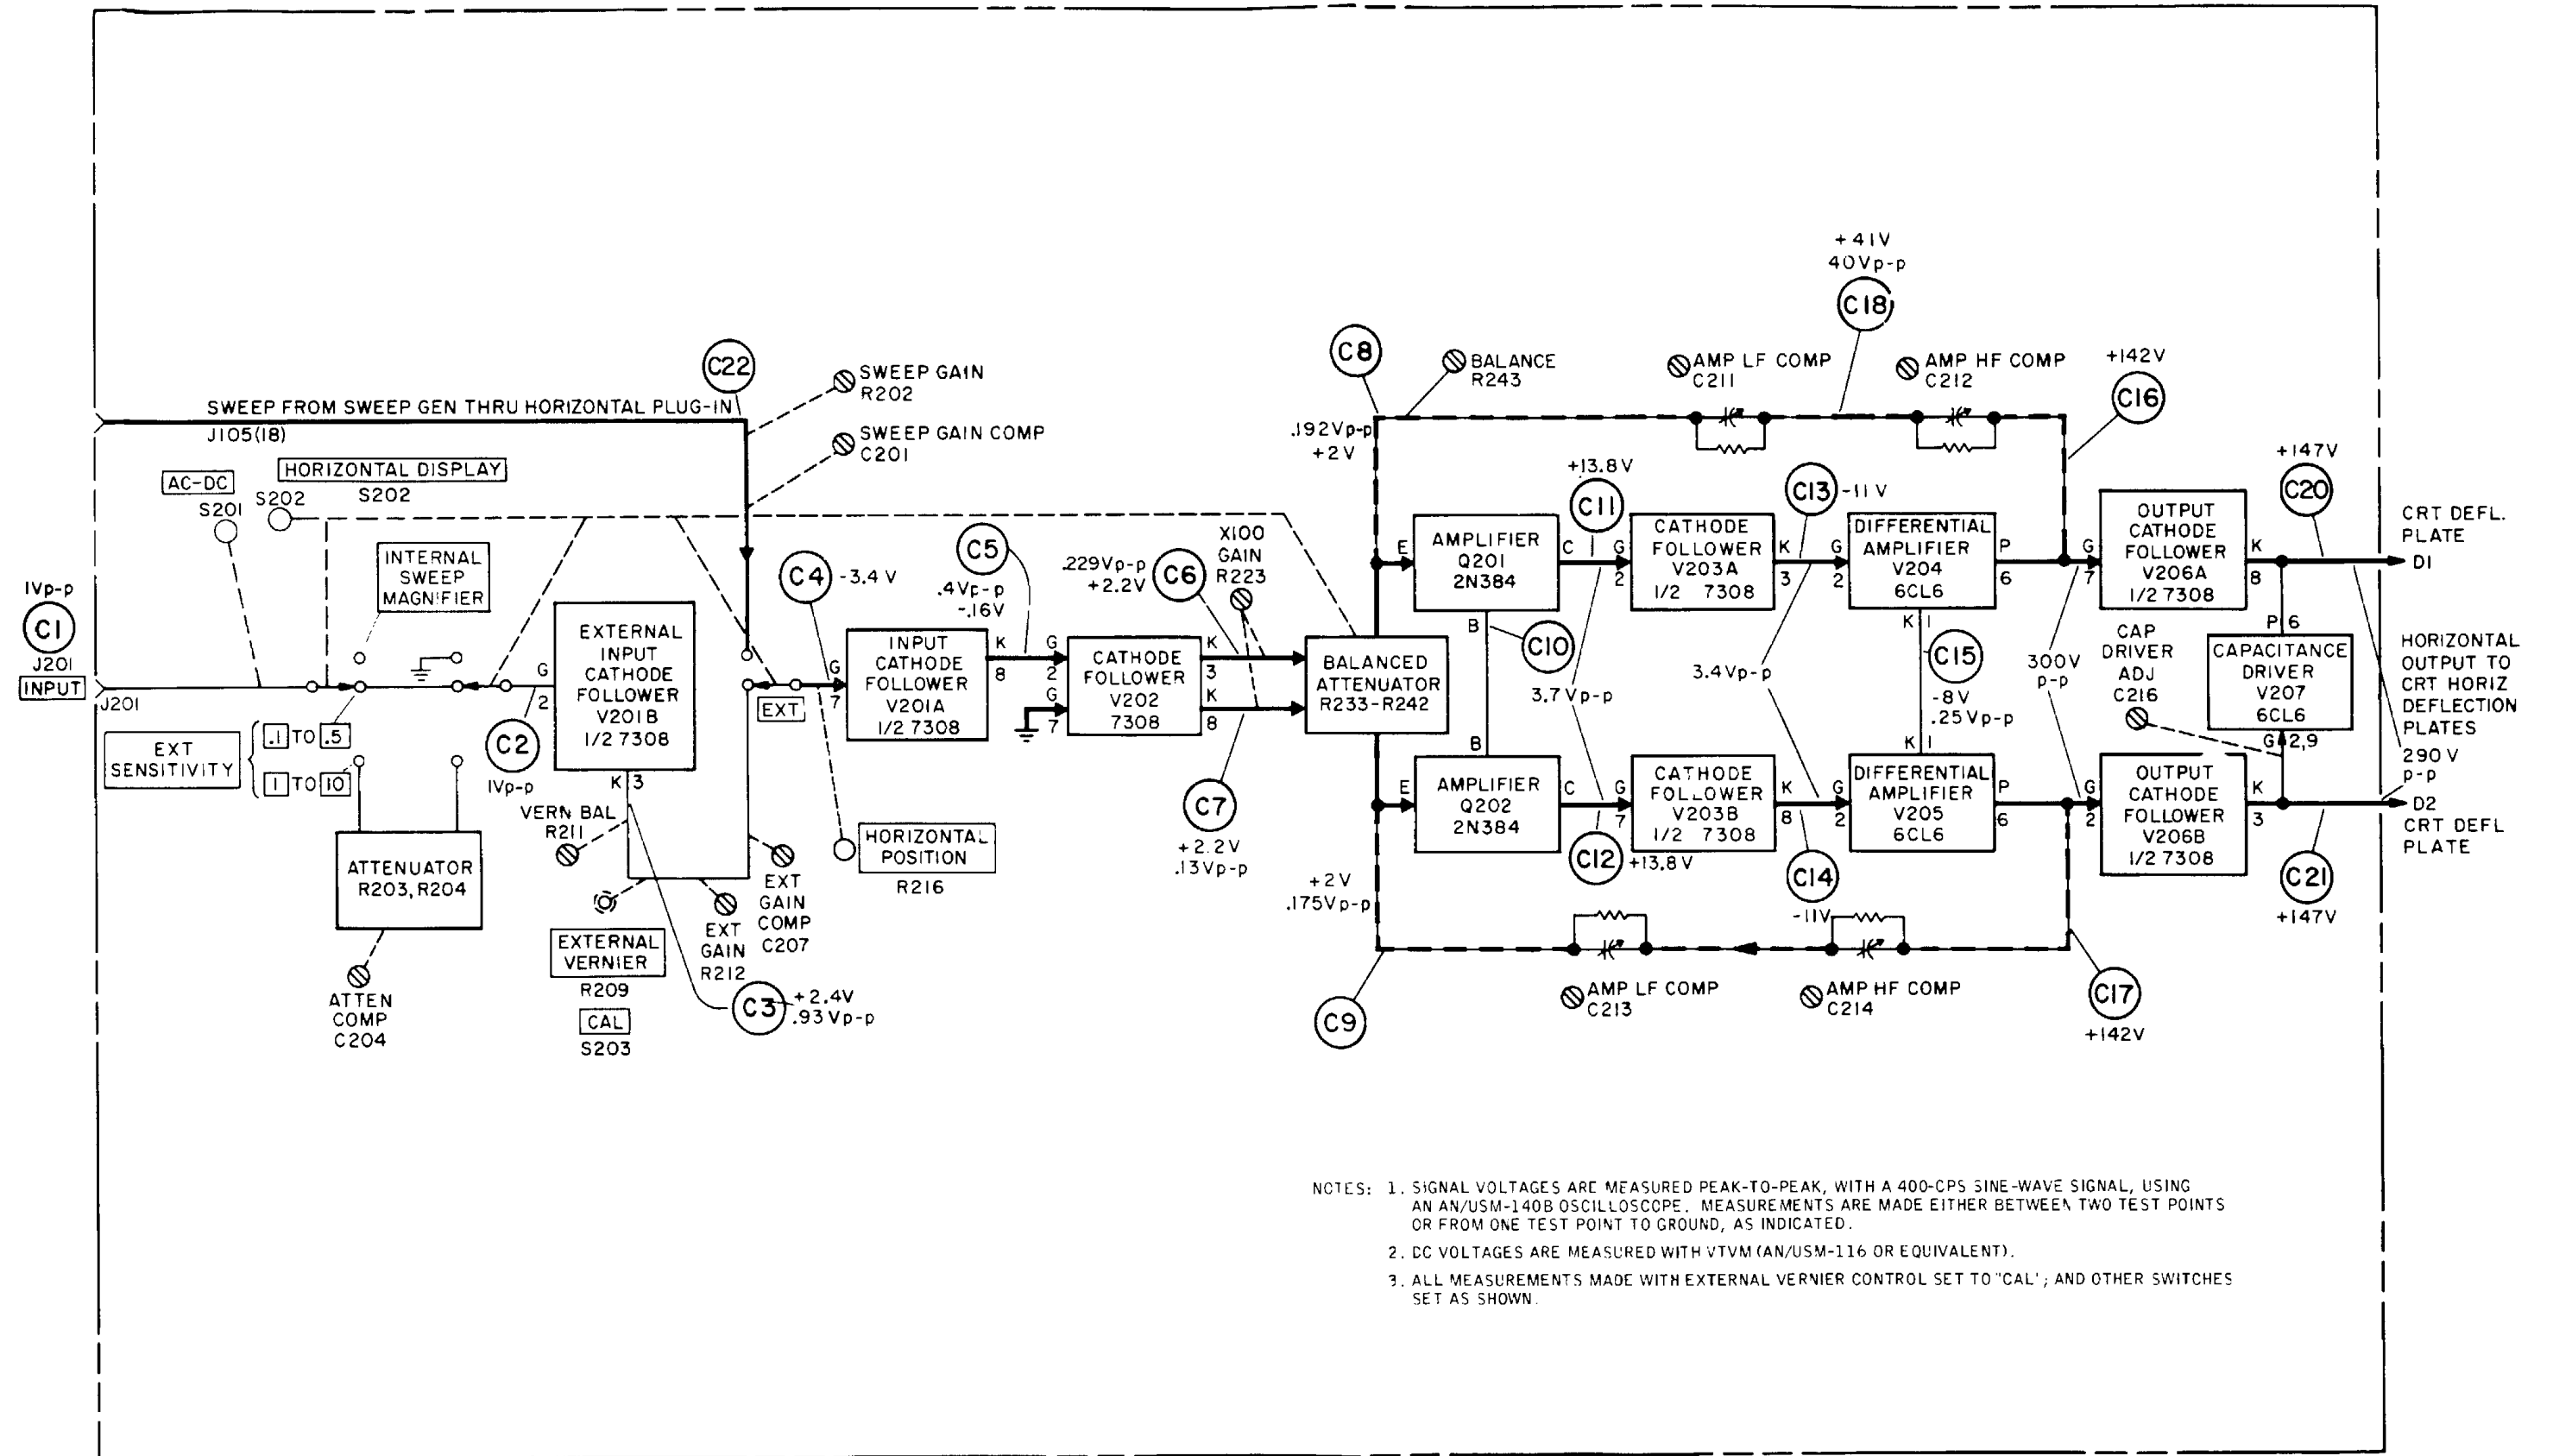 1Vp-p
C1
J201
INPUT
J201
SWEEP FROM SWEEP GEN THRU HORIZONTAL PLUG-IN
J105(18)
C22
SWEEP GAIN
R202
SWEEP GAIN COMP
C201
AC-DC
S201
S202
HORIZONTAL DISPLAY
S202
INTERNAL
SWEEP
MAGNIFIER
EXT
SENSITIVITY
.1 TO .5
1 TO 10
ATTENUATOR
R203, R204
ATTEN
COMP
C204
G
2
C2
1Vp-p
EXTERNAL
INPUT
CATHODE
FOLLOWER
V201B
1/2 7308
K 3
VERN BAL
R211
EXTERNAL
VERNIER
R209
CAL
S203
EXT
GAIN
R212
EXT
GAIN
COMP
C207
C3
+2.4V
.93Vp-p
EXT
C4
-3.4 V
G
7
HORIZONTAL
POSITION
R216
INPUT
CATHODE
FOLLOWER
V201A
1/2 7308
K
8
C5
.4Vp-p
-.16V
G
2
G
7
CATHODE
FOLLOWER
V202
7308
K
3
K
8
.229Vp-p
+2.2V
C6
X100
GAIN
R223
C7
+2.2V
.13Vp-p
BALANCED
ATTENUATOR
R233-R242
C8
.192Vp-p
+2V
BALANCE
R243
AMP LF COMP
C211
+41V
40Vp-p
C18
AMP HF COMP
C212
+142V
C16
E
AMPLIFIER
Q201
2N384
C
B
C10
B
+13.8V
C11
G
2
CATHODE
FOLLOWER
V203A
1/2 7308
K
3
C13
-11 V
G
2
DIFFERENTIAL
AMPLIFIER
V204
6CL6
P
6
K 1
C15
-8V
.25Vp-p
K 1
3.7Vp-p
3.4Vp-p
300V
p-p
G
7
OUTPUT
CATHODE
FOLLOWER
V206A
1/2 7308
K
8
+147V
C20
CRT DEFL.
PLATE
D1
P 6
CAPACITANCE
DRIVER
V207
6CL6
G 2,9
CAP
DRIVER
ADJ
C216
HORIZONTAL
OUTPUT TO
CRT HORIZ
DEFLECTION
PLATES
290 V
p-p
E
AMPLIFIER
Q202
2N384
C
C12
+13.8V
G
7
CATHODE
FOLLOWER
V203B
1/2 7308
K
8
C14
-11V
G
2
DIFFERENTIAL
AMPLIFIER
V205
6CL6
P
6
G
2
OUTPUT
CATHODE
FOLLOWER
V206B
1/2 7308
K
3
D2
CRT DEFL
PLATE
C21
+147V
+2V
.175Vp-p
C9
AMP LF COMP
C213
AMP HF COMP
C214
C17
+142V
NOTES: 1. SIGNAL VOLTAGES ARE MEASURED PEAK-TO-PEAK, WITH A 400-CPS SINE-WAVE SIGNAL, USING
AN AN/USM-140B OSCILLOSCOPE. MEASUREMENTS ARE MADE EITHER BETWEEN TWO TEST POINTS
OR FROM ONE TEST POINT TO GROUND, AS INDICATED.
2. DC VOLTAGES ARE MEASURED WITH VTVM (AN/USM-116 OR EQUIVALENT).
3. ALL MEASUREMENTS MADE WITH EXTERNAL VERNIER CONTROL SET TO "CAL'; AND OTHER SWITCHES
SET AS SHOWN.